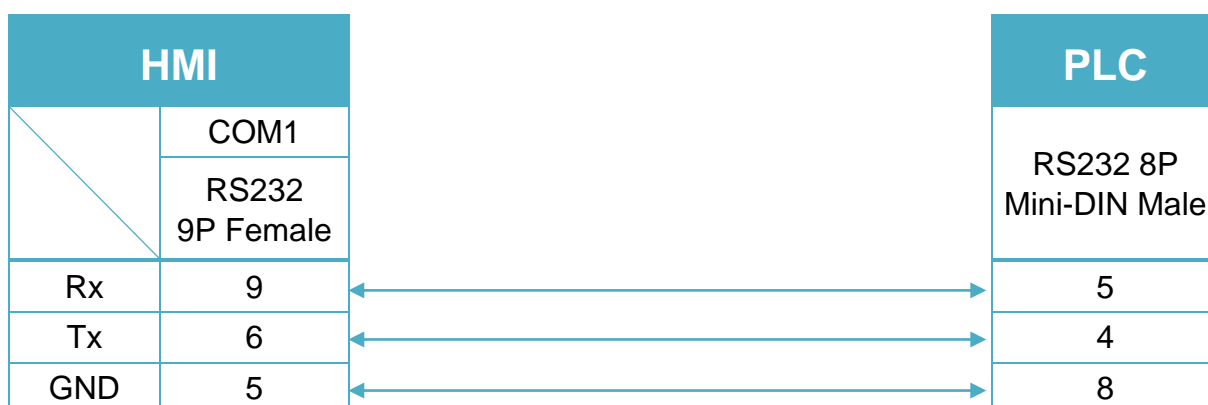 HMI
PLC
COM1
RS232
9P Female
RS232 8P
Mini-DIN Male
Rx 9 5
Tx 6 4
GND 5 8